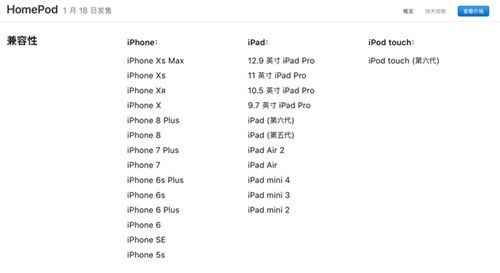 HomePod 1 月 18 日发售
概览
技术规格
查看价格
兼容性
iPhone:
iPhone Xs Max
iPhone Xs
iPhone XR
iPhone X
iPhone 8 Plus
iPhone 8
iPhone 7 Plus
iPhone 7
iPhone 6s Plus
iPhone 6s
iPhone 6 Plus
iPhone 6
iPhone SE
iPhone 5s
iPad:
12.9 英寸 iPad Pro
11 英寸 iPad Pro
10.5 英寸 iPad Pro
9.7 英寸 iPad Pro
iPad (第六代)
iPad (第五代)
iPad Air 2
iPad Air
iPad mini 4
iPad mini 3
iPad mini 2
iPod touch:
iPod touch (第六代)